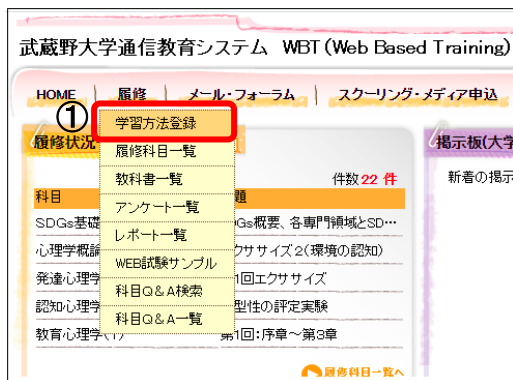 武蔵野大学通信教育システム WBT(Web Based Training)
HOME | 履修 | メール・フォーラム | スクーリング・メディア申込
①
学習方法登録
履修科目一覧
教科書一覧
アンケート一覧
レポート一覧
WEB試験サンプル
科目Q&A検索
科目Q&A一覧
履修状況
件数22 件
科目 題
SDGs基礎 Gs概要、各専門領域とSD…
心理学概論 クササイズ2(環境の認知)
発達心理学 1回エクササイズ
認知心理学 型性の評定実験
教育心理学(1) 第1回:序章~第3章
履修科目一覧へ
掲示板(大学
新着の掲示